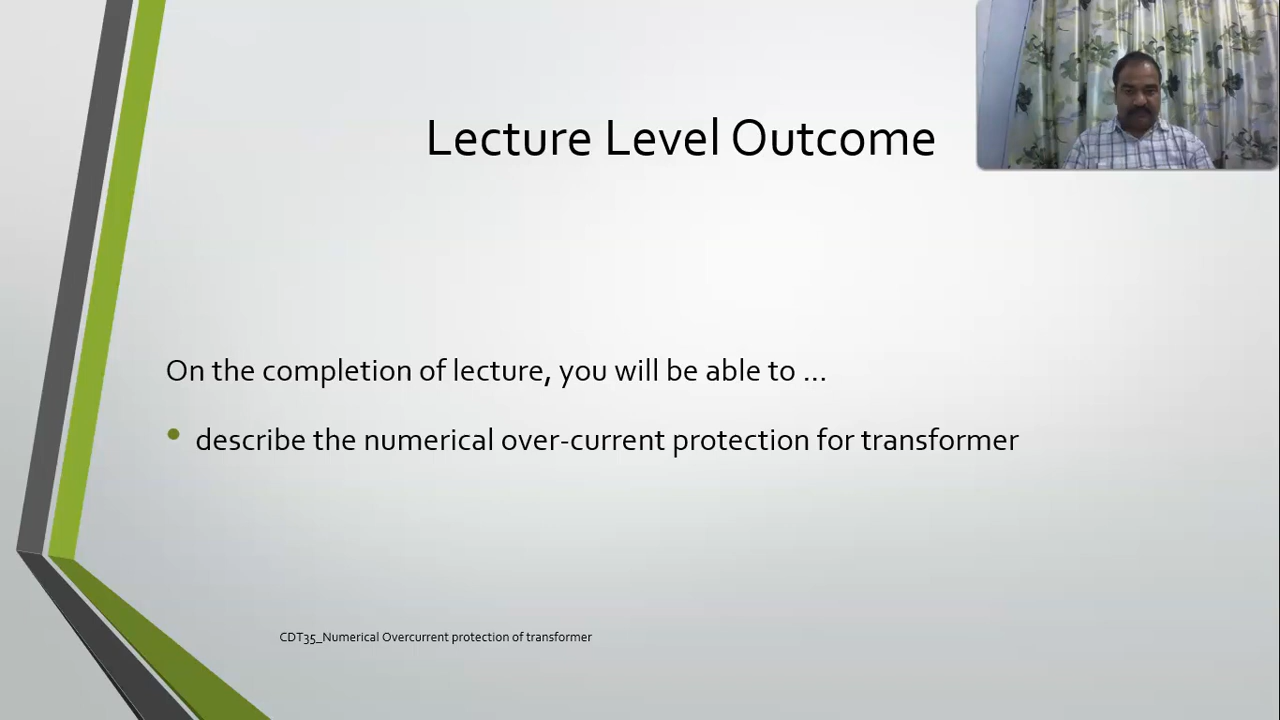 Lecture Level Outcome
On the completion of lecture, you will be able to ...
• describe the numerical over-current protection for transformer
CDT35_Numerical Overcurrent protection of transformer